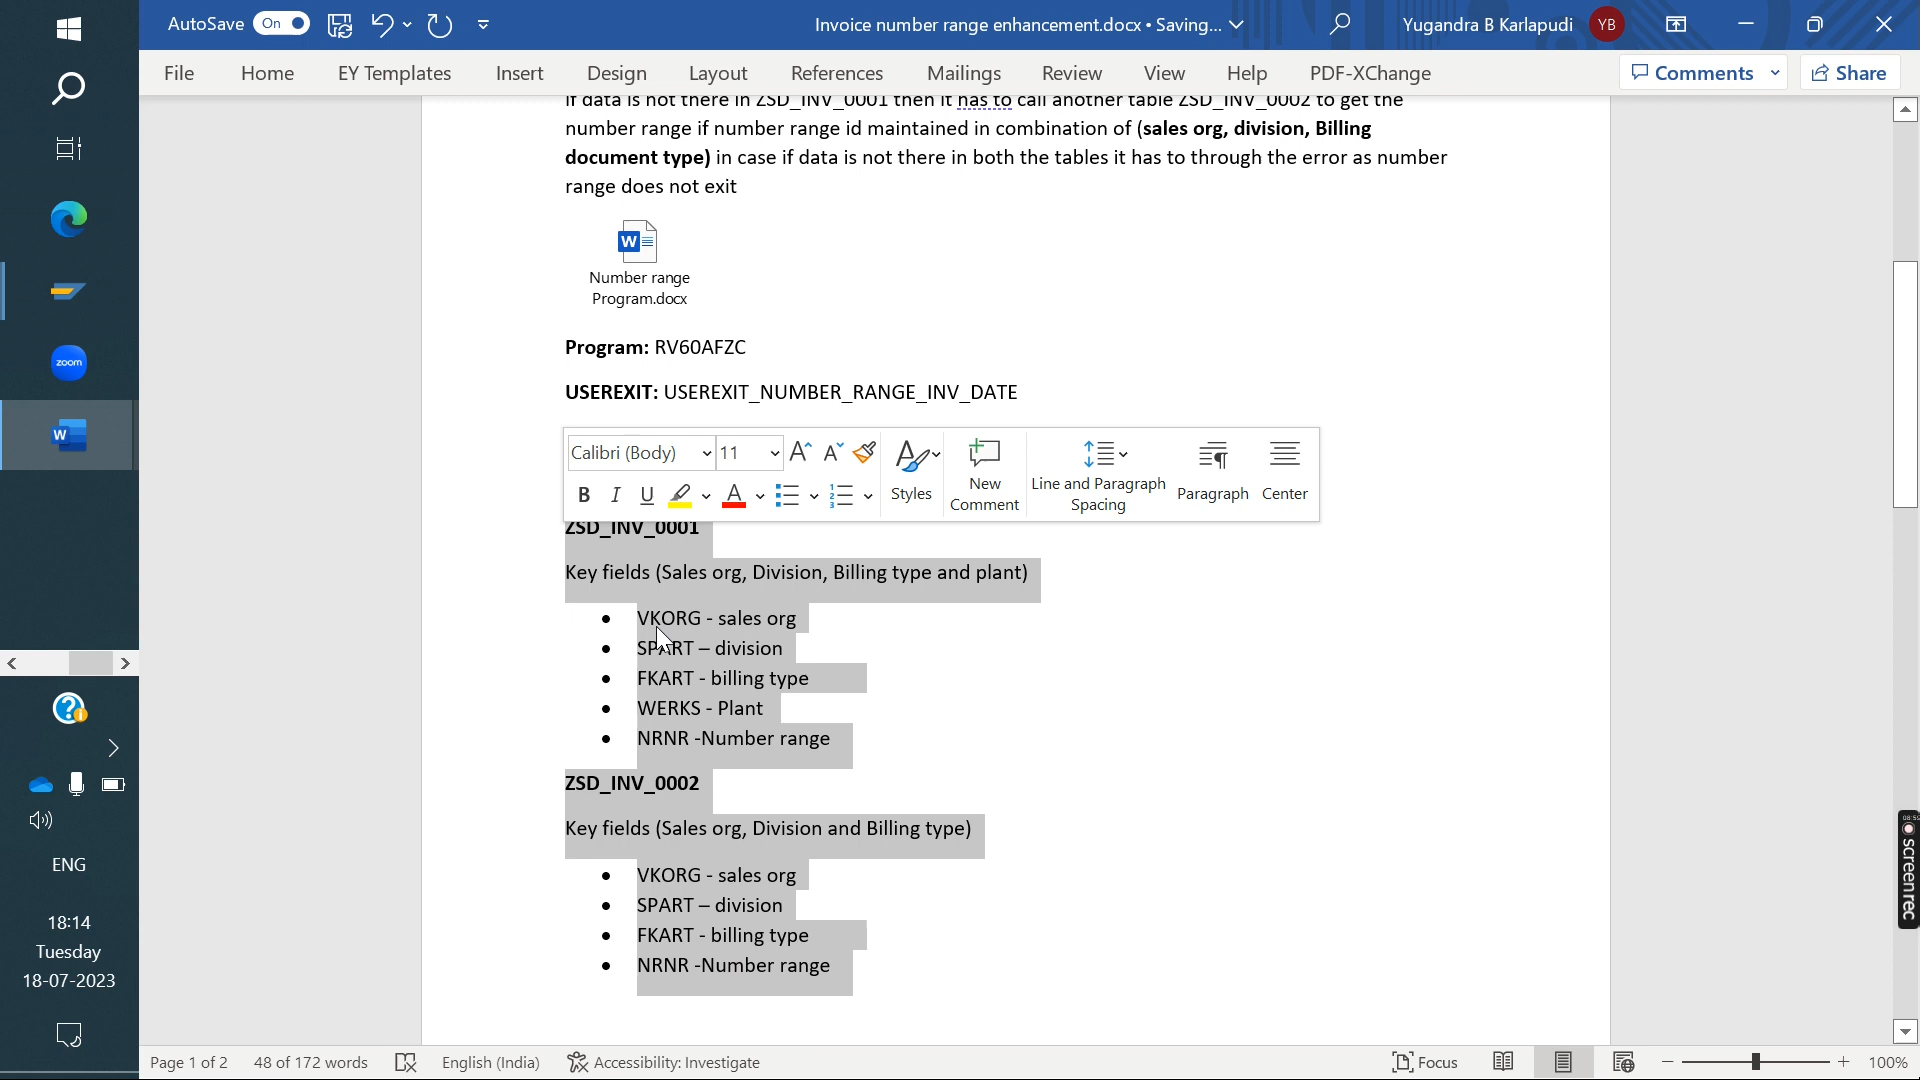 AutoSave On
Invoice number range enhancement.docx • Saving...
Yugandra B Karlapudi YB
File Home EY Templates Insert Design Layout References Mailings Review View Help PDF-XChange Comments Share
if data is not there in ZSD_INV_0001 then it has to call another table ZSD_INV_0002 to get the
number range if number range id maintained in combination of (sales org, division, Billing
document type) in case if data is not there in both the tables it has to through the error as number
range does not exit
Number range
Program.docx
Program: RV60AFZC
USEREXIT: USEREXIT_NUMBER_RANGE_INV_DATE
Calibri (Body) 11
B I U A Styles New Comment Line and Paragraph Spacing Paragraph Center
ZSD_INV_0001
Key fields (Sales org, Division, Billing type and plant)
• VKORG - sales org
• SPART – division
• FKART - billing type
• WERKS - Plant
• NRNR -Number range
ZSD_INV_0002
Key fields (Sales org, Division and Billing type)
• VKORG - sales org
• SPART – division
• FKART - billing type
• NRNR -Number range
zoom
ENG
18:14
Tuesday
18-07-2023
screenrec
Page 1 of 2 48 of 172 words English (India) Accessibility: Investigate Focus 100%